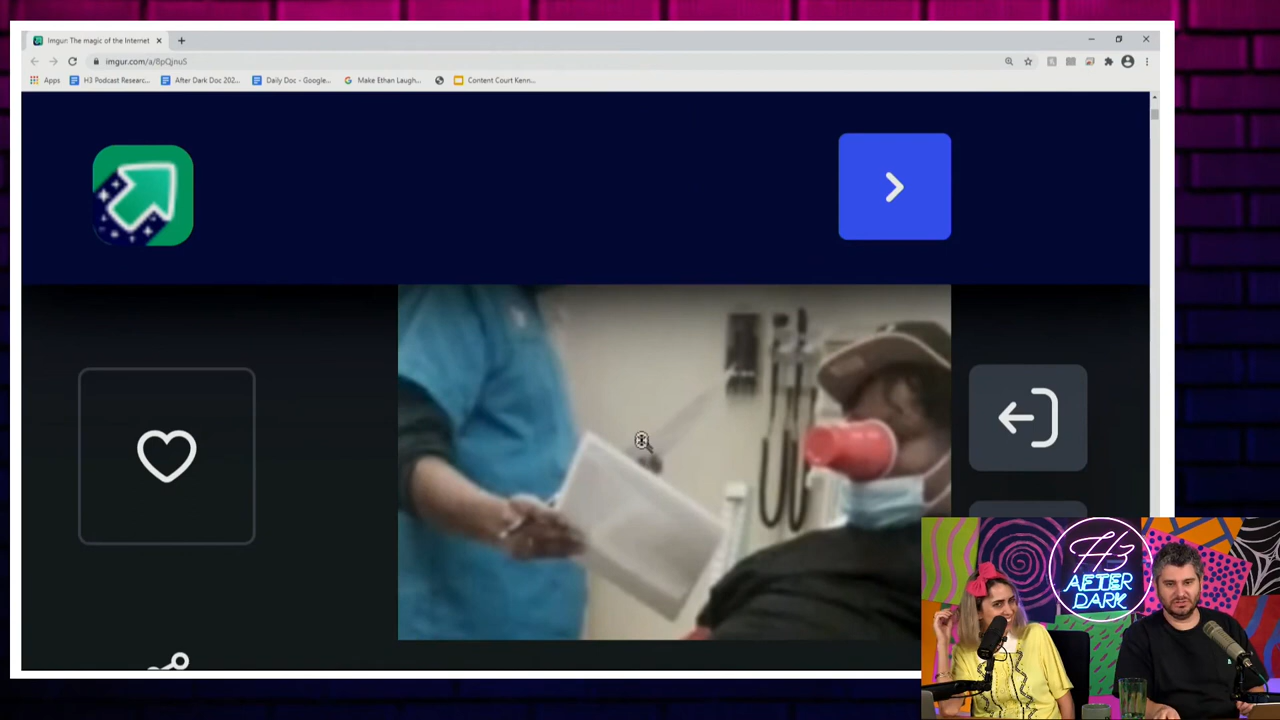 Imgur: The magic of the Internet
imgur.com/a/8pQjnuS
Apps
H3 Podcast Researc...
After Dark Doc 202...
Daily Doc - Google...
Make Ethan Laugh...
Content Court Kenn...
H3
AFTER
DARK